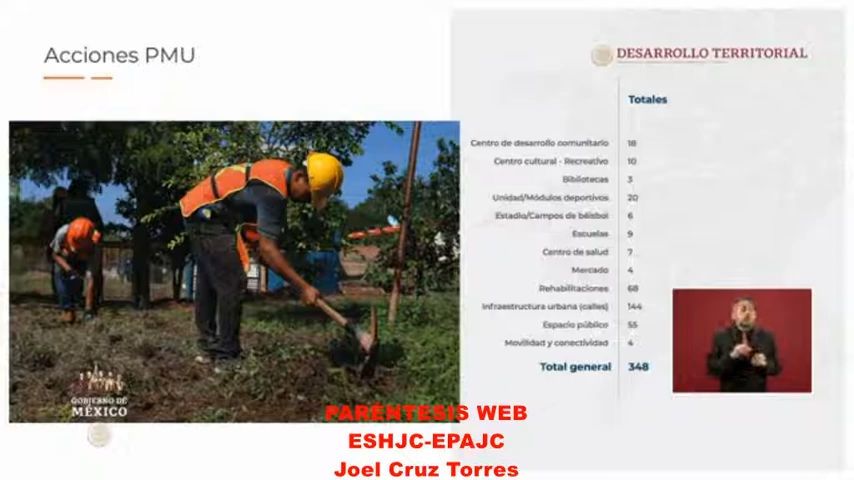 Acciones PMU
DESARROLLO TERRITORIAL
Totales
Centro de desarrollo comunitario 18
Centro cultural - Recreativo 10
Bibliotecas 3
Unidad/Módulos deportivos 20
Estadio/Campos de béisbol 6
Escuelas 9
Centro de salud 7
Mercado 4
Rehabilitaciones 68
Infraestructura urbana (calles) 144
Espacio público 55
Movilidad y conectividad 4
Total general 348
GOBIERNO DE
MÉXICO
PARÉNTESIS WEB
ESHJC-EPAJC
Joel Cruz Torres